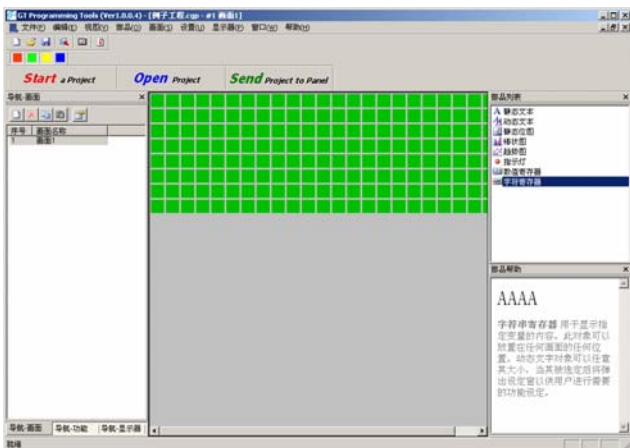 GT Programming Tools (Ver1.0.0.4) - [例子工程.cgp - #1 画面1]
文件(F) 编辑(E) 视图(V) 部品(O) 画面(S) 设置(U) 显示器(P) 窗口(W) 帮助(H)
Start a Project Open Project Send Project to Panel
导航-画面
序号 画面名称
1 画面1
导航-画面 导航-功能 导航-显示器
部品列表
静态文本
动态文本
静态位图
棒状图
趋势图
指示灯
数值寄存器
字符寄存器
部品帮助
AAAA
字符串寄存器 用于显示指
定变量的内容。此对象可以
放置在任何画面的任何位
置。动态文字对象可以任意
其大小。当其被选定后将弹
出设定窗以供用户进行需要
的功能设定。
就绪